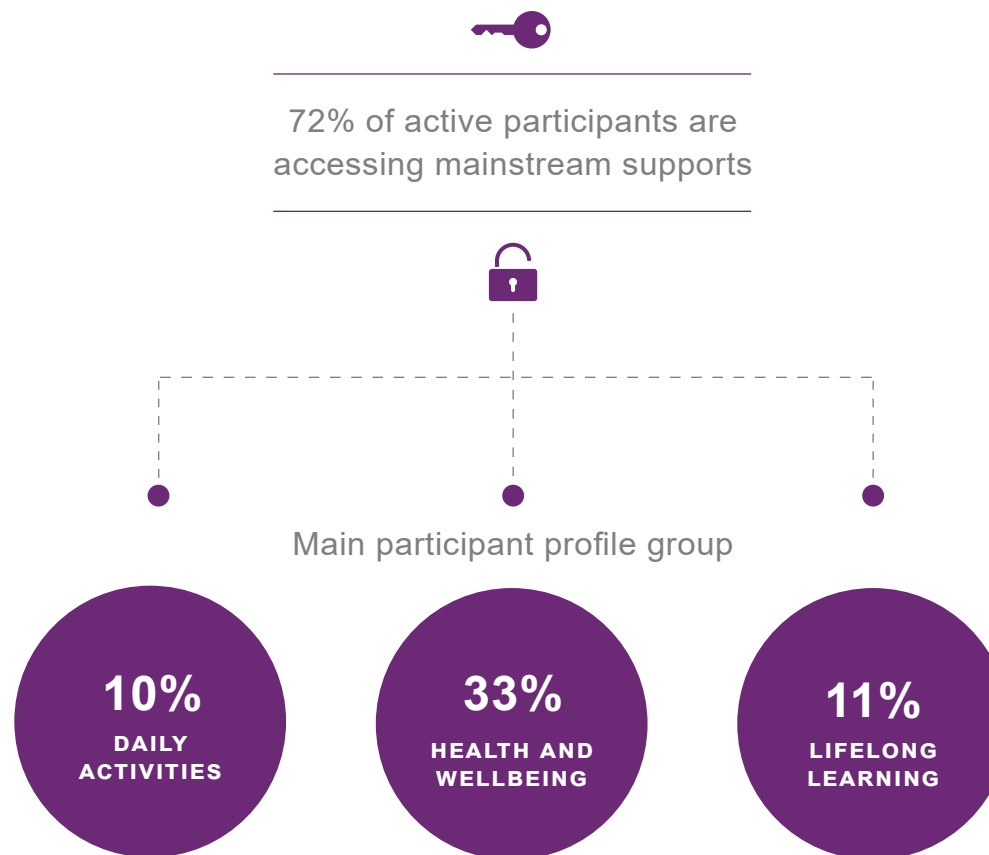 72% of active participants are
accessing mainstream supports
Main participant profile group
10%
DAILY
ACTIVITIES
33%
HEALTH AND
WELLBEING
11%
LIFELONG
LEARNING